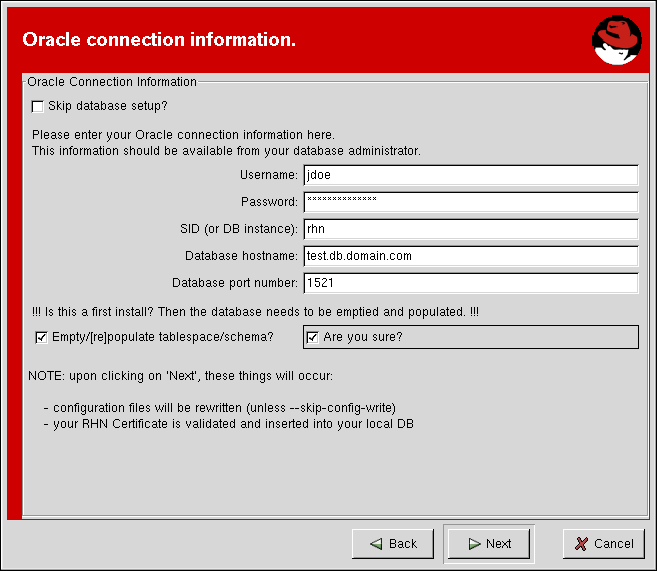 Oracle connection information.
Oracle Connection Information
Skip database setup?
Please enter your Oracle connection information here.
This information should be available from your database administrator.
Username: jdoe
Password: **************
SID (or DB instance): rhn
Database hostname: test.db.domain.com
Database port number: 1521
!!! Is this a first install? Then the database needs to be emptied and populated. !!!
Empty/[re]populate tablespace/schema? Are you sure?
NOTE: upon clicking on 'Next', these things will occur:
- configuration files will be rewritten (unless --skip-config-write)
- your RHN Certificate is validated and inserted into your local DB
Back Next Cancel